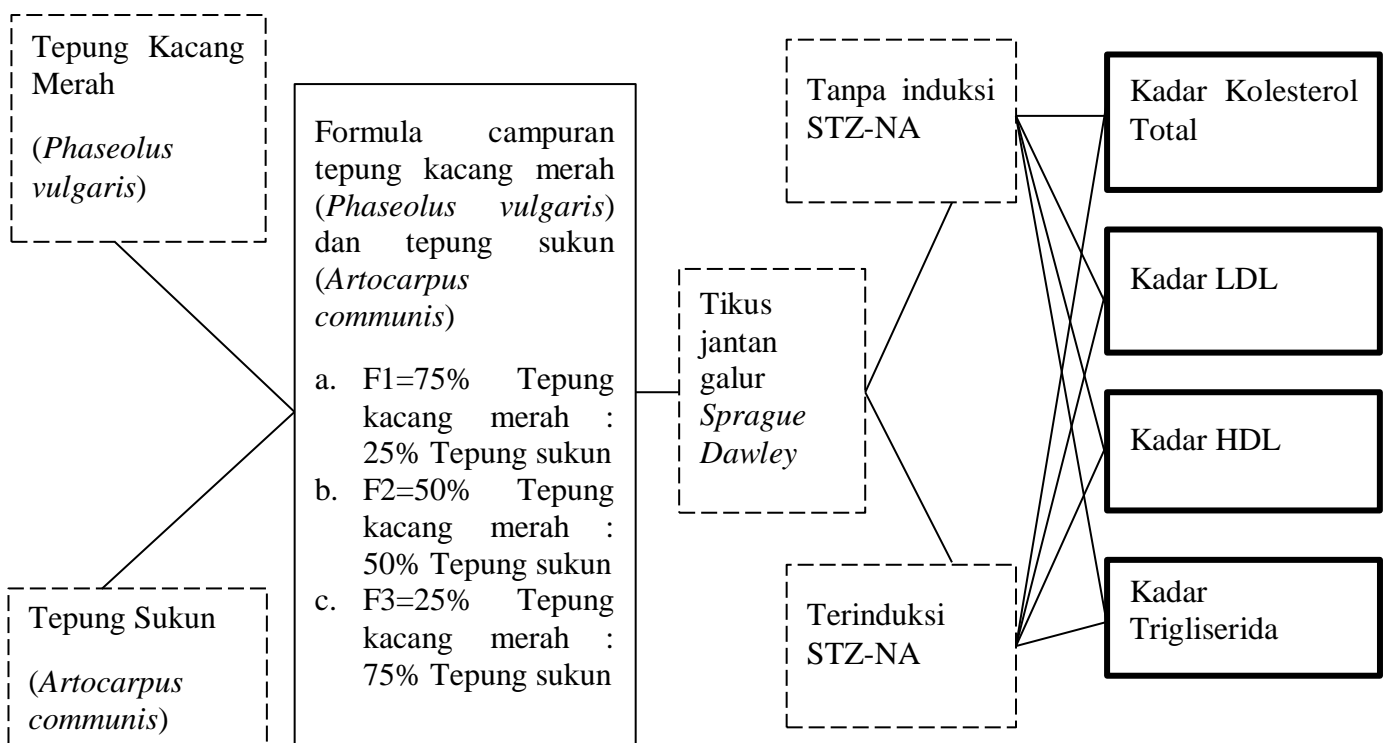 Tepung Kacang
Merah
(Phaseolus
vulgaris)
Tepung Sukun
(Artocarpus
communis)
Formula campuran
tepung kacang merah
(Phaseolus vulgaris)
dan tepung sukun
(Artocarpus
communis)
a. F1=75% Tepung
kacang merah :
25% Tepung sukun
b. F2=50% Tepung
kacang merah :
50% Tepung sukun
c. F3=25% Tepung
kacang merah :
75% Tepung sukun
Tikus
jantan
galur
Sprague
Dawley
Tanpa induksi
STZ-NA
Terinduksi
STZ-NA
Kadar Kolesterol
Total
Kadar LDL
Kadar HDL
Kadar
Trigliserida